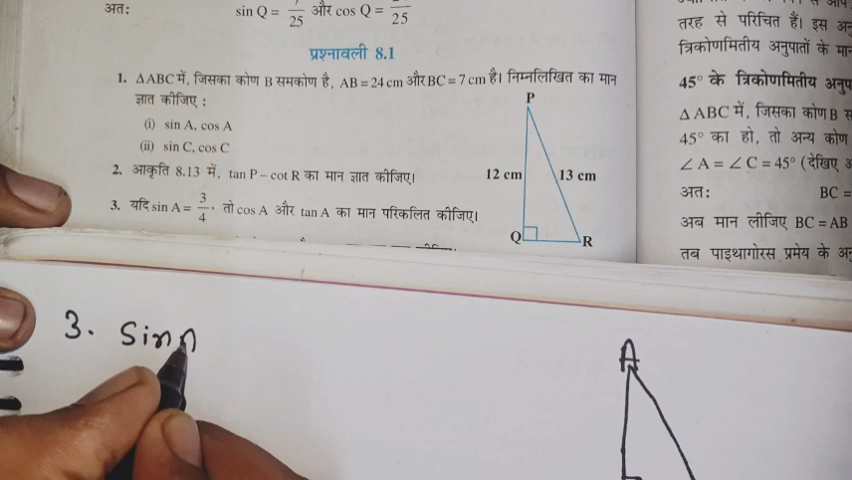 अतः sin Q = 7/25 और cos Q = /25
प्रश्नावली 8.1
1. Δ ABC में, जिसका कोण B समकोण है, AB = 24 cm और BC = 7 cm है। निम्नलिखित का मान
ज्ञात कीजिए :
(i) sin A, cos A
(ii) sin C, cos C
2. आकृति 8.13 में, tan P – cot R का मान ज्ञात कीजिए।
3. यदि sin A = 3/4, तो cos A और tan A का मान परिकलित कीजिए।
P
12 cm
13 cm
Q
R
तरह से परिचित हैं। इस
त्रिकोणमितीय अनुपातों के
45° के त्रिकोणमितीय
Δ ABC में, जिसका कोण B
45° का हो, तो अन्य कोण
∠ A = ∠ C = 45° (देखिए
अतः BC =
अब मान लीजिए BC = AB
तब पाइथागोरस प्रमेय के
3. Sin
A